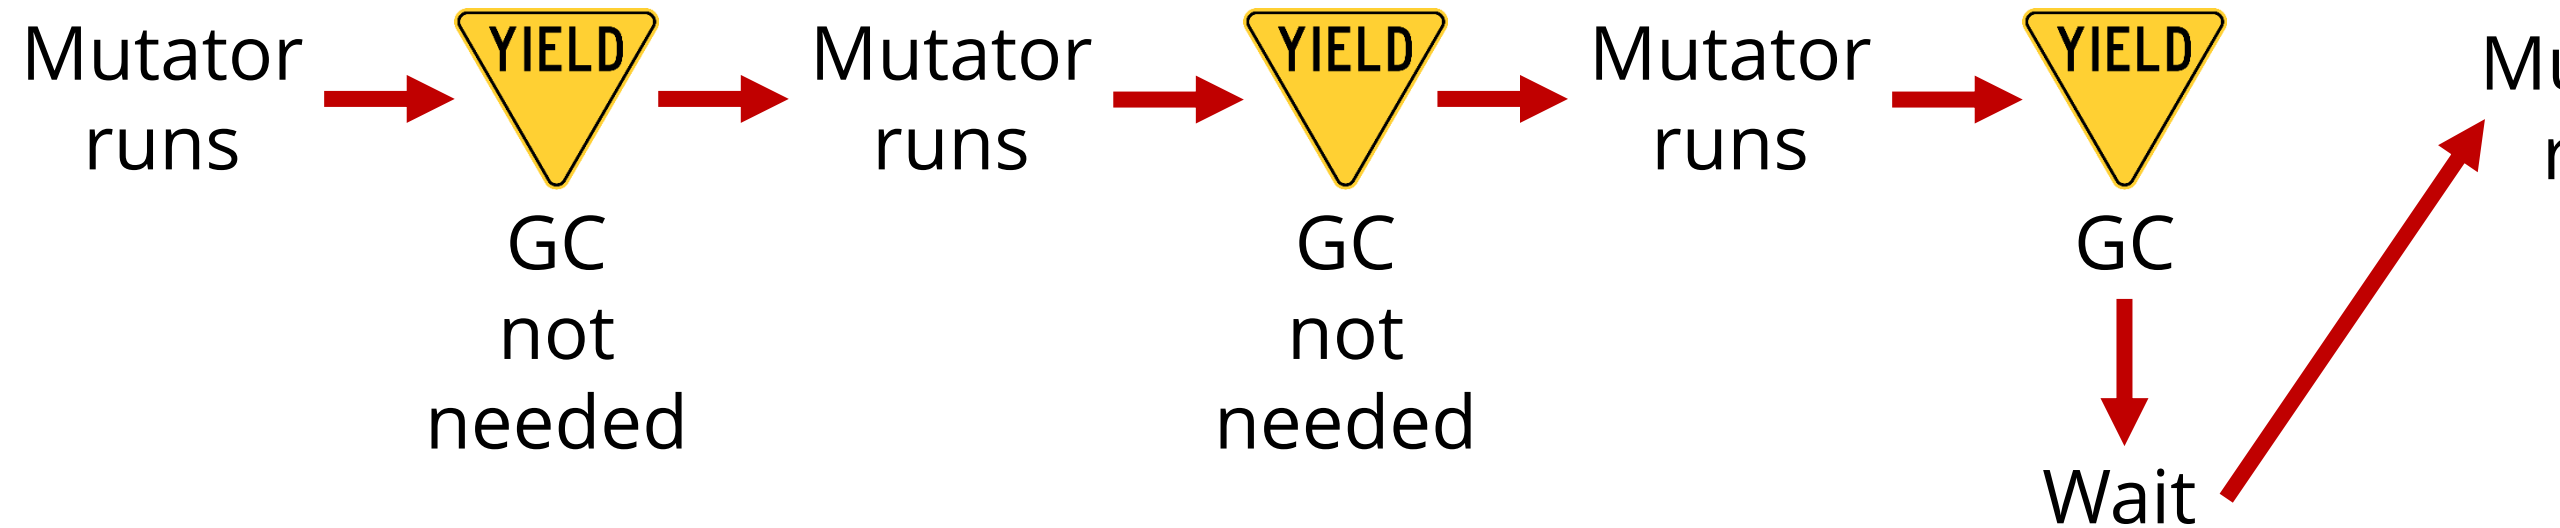 Mutator
runs
YIELD
GC
not
needed
Mutator
runs
YIELD
GC
not
needed
Mutator
runs
YIELD
GC
Wait